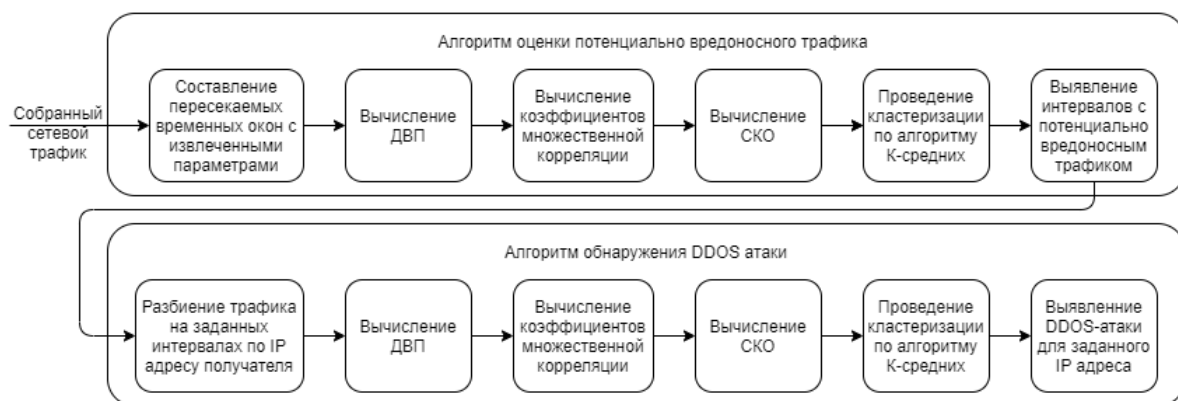 Алгоритм оценки потенциально вредоносного трафика
Собранный
сетевой
трафик
Составление
пересекаемых
временных окон с
извлеченными
параметрами
Вычисление
ДВП
Вычисление
коэффициентов
множественной
корреляции
Вычисление
СКО
Проведение
кластеризации
по алгоритму
К-средних
Выявление
интервалов с
потенциально
вредоносным
трафиком
Алгоритм обнаружения DDOS атаки
Разбиение трафика
на заданных
интервалах по IP
адресу получателя
Вычисление
ДВП
Вычисление
коэффициентов
множественной
корреляции
Вычисление
СКО
Проведение
кластеризации
по алгоритму
К-средних
Выявленние
DDOS-атаки
для заданного
IP адреса